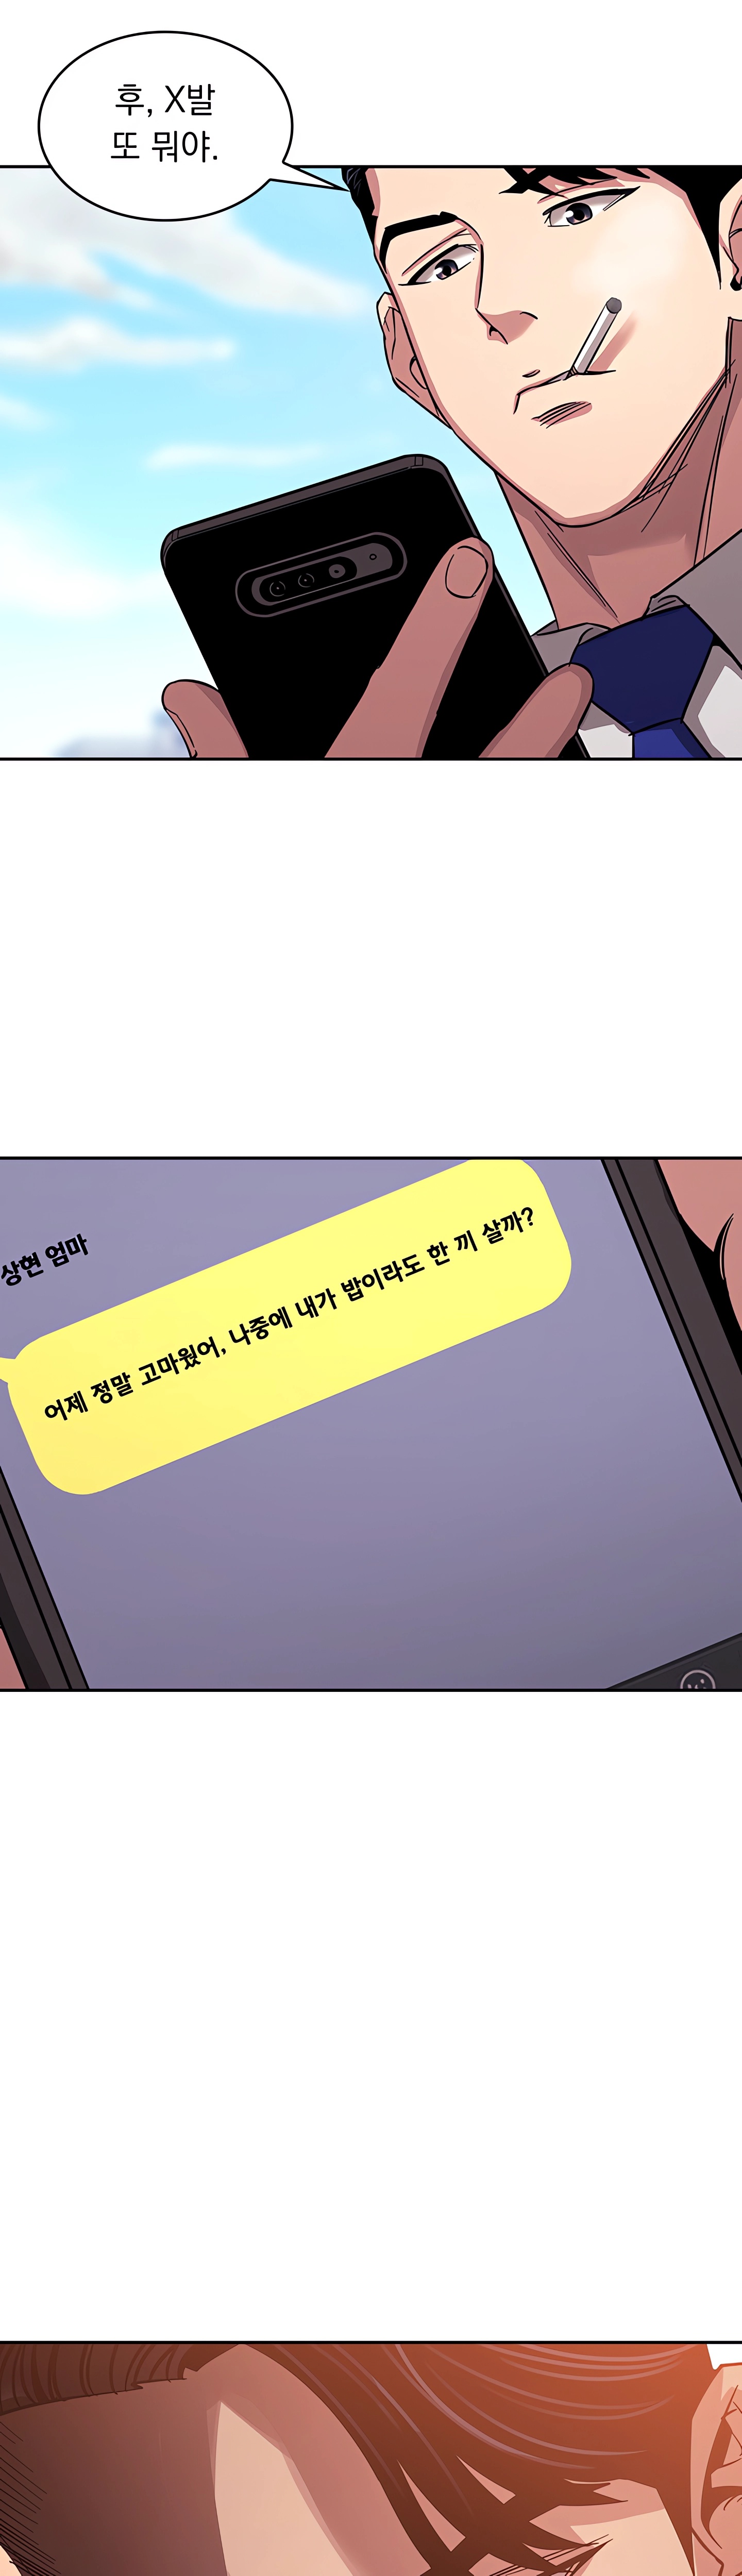 후, X발
또 뭐야.
상현 엄마
어제 정말 고마웠어, 나중에 내가 밥이라도 한 끼 살까?